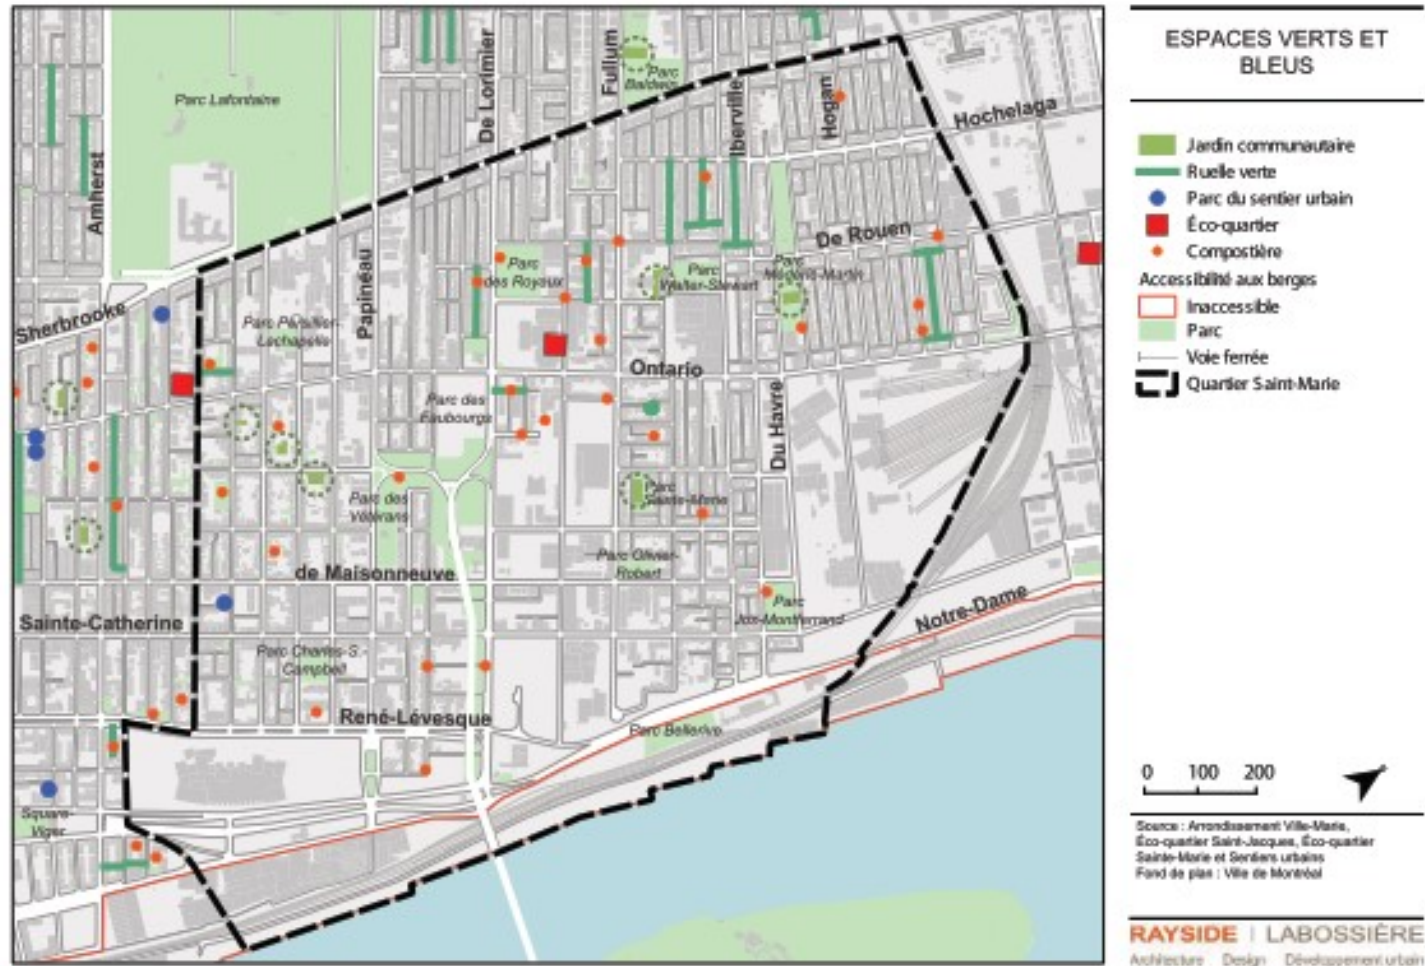 ESPACES VERTS ET
BLEUS
Jardin communautaire
Ruelle verte
Parc du sentier urbain
Éco-quartier
Compostière
Accessibilité aux berges
Inaccessible
Parc
Voie ferrée
Quartier Saint-Marie
0 100 200
Source : Arrondissement Ville-Marie,
Éco-quartier Saint-Jacques, Éco-quartier
Sainte-Marie et Sentiers urbains
Fond de plan : Ville de Montréal
RAYSIDE | LABOSSIÈRE
Architecture Design Développement urbain
Parc Lafontaine
Amherst
Sherbrooke
Papineau
De Lorimier
Fullum
Parc
Baldwin
Iberville
Hogan
Hochelaga
De Rouen
Parc Persillier-
Lachapelle
Parc
des Royaux
Parc
Walter-Stewart
Parc
Médéric-Martin
Ontario
Parc des
Faubourgs
Du Havre
Parc des
Vétérans
Parc
Sainte-Marie
Parc Olivier-
Robert
de Maisonneuve
Sainte-Catherine
Parc
Jos-Montferrand
Notre-Dame
Parc Charles-S.-
Campbell
René-Lévesque
Parc Bellerive
Square-
Viger